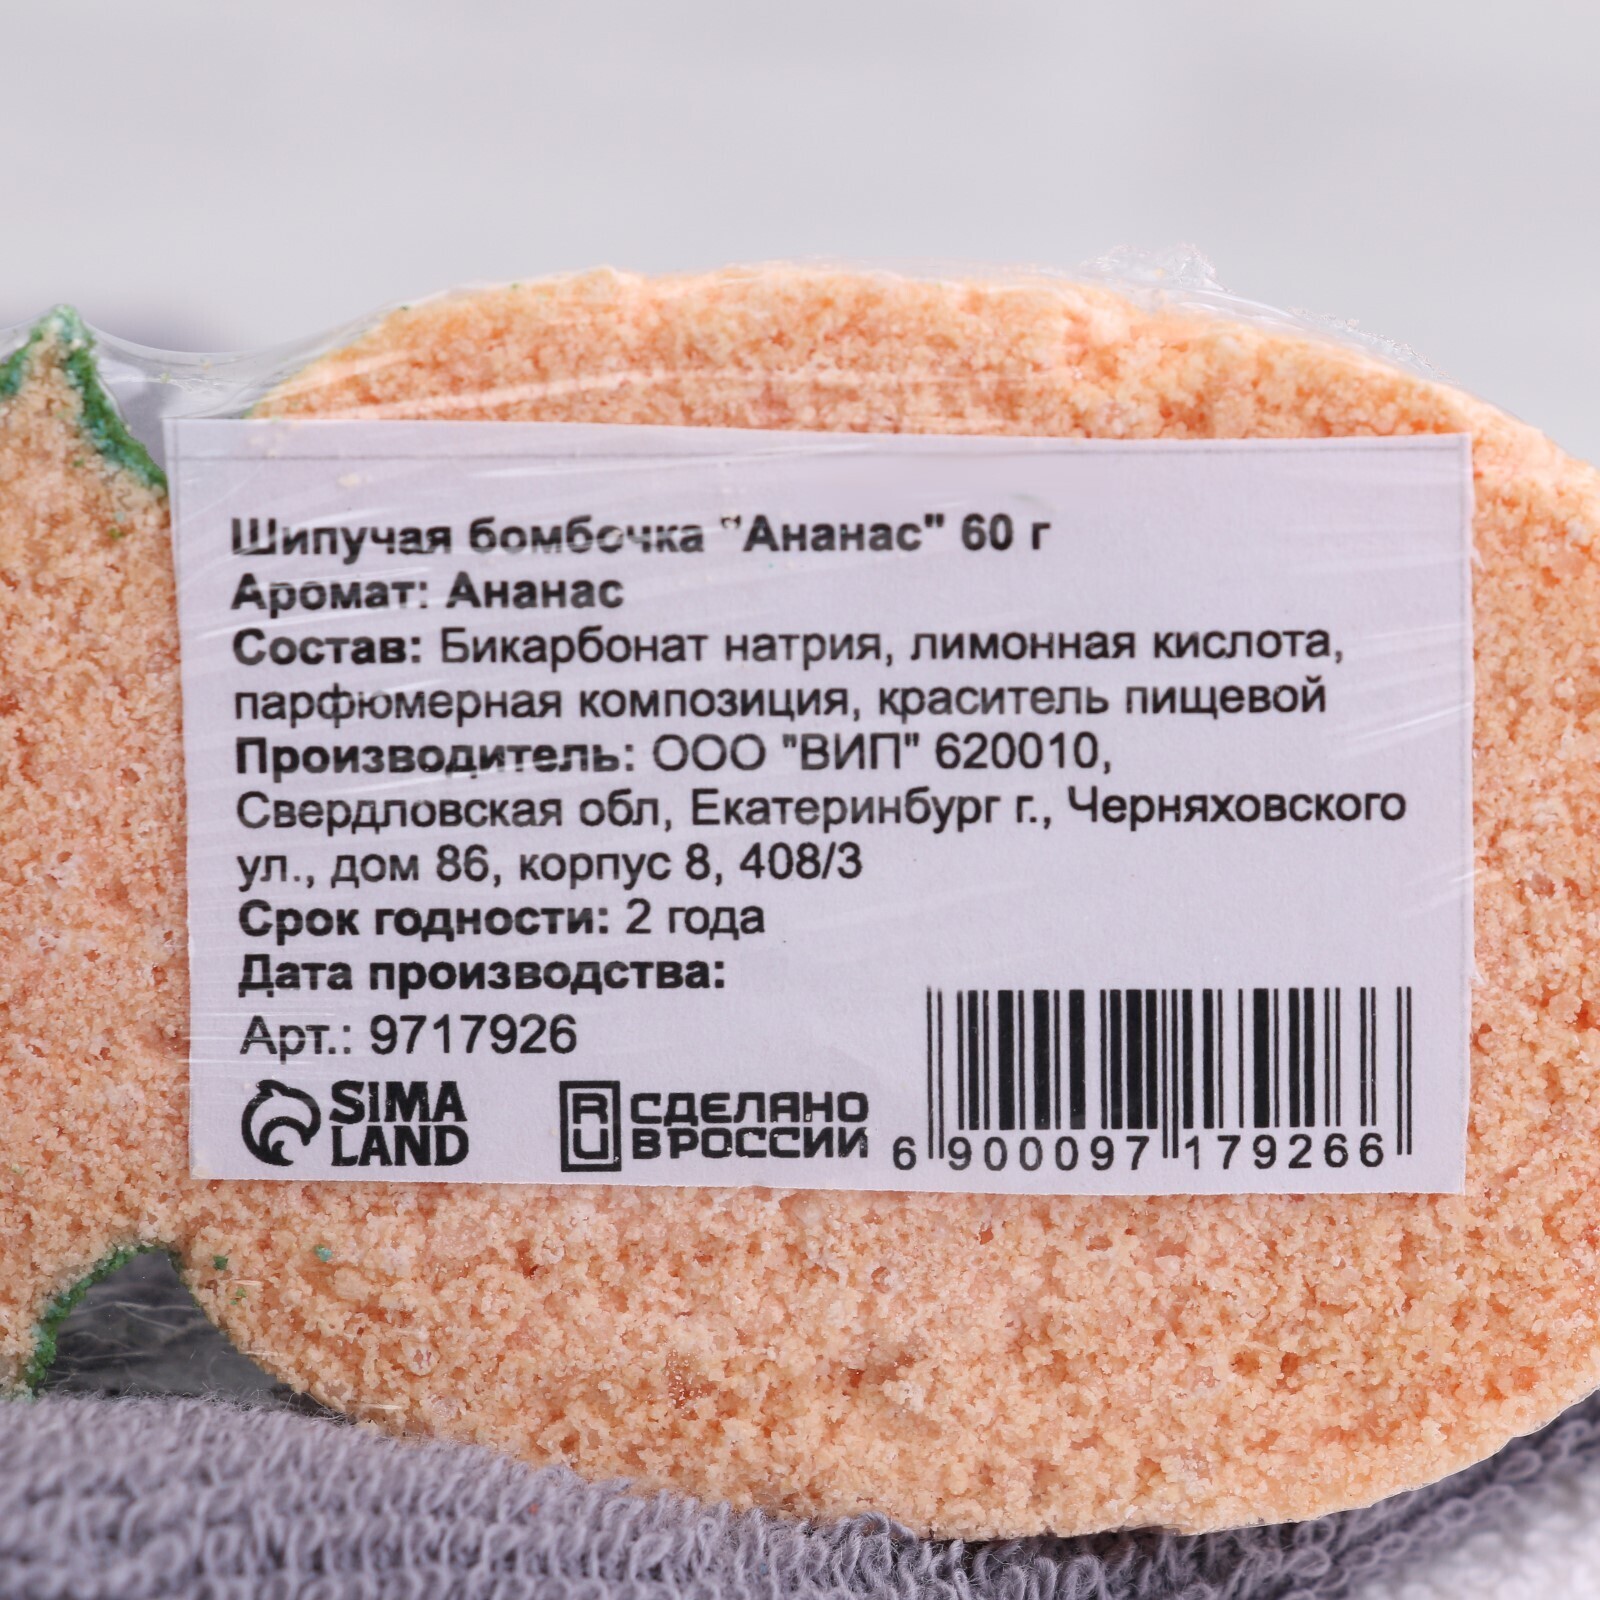 Шипучая бомбочка "Ананас" 60 г
Аромат: Ананас
Состав: Бикарбонат натрия, лимонная кислота,
парфюмерная композиция, краситель пищевой
Производитель: ООО "ВИП" 620010,
Свердловская обл, Екатеринбург г., Черняховского
ул., дом 86, корпус 8, 408/3
Срок годности: 2 года
Дата производства:
Арт.: 9717926
SIMA
LAND
RU
СДЕЛАНО
В РОССИИ
6 900097 179266